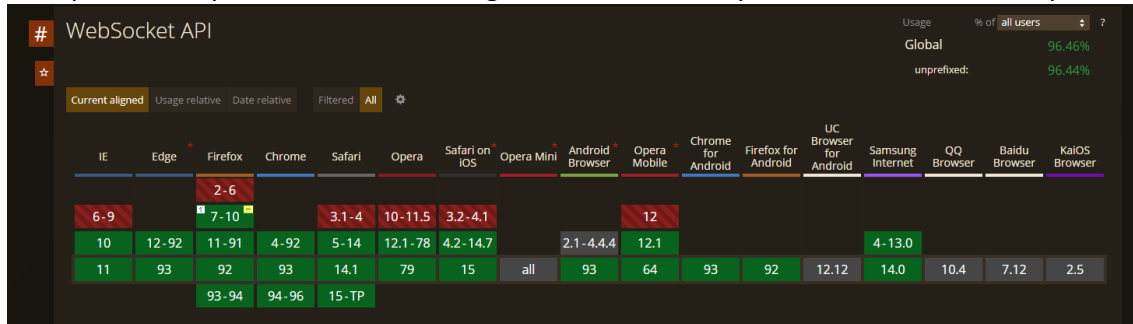 Usage % of all users ?
# WebSocket API
Global 96.46%
unprefixed: 96.44%
Current aligned Usage relative Date relative Filtered All
IE Edge * Firefox Chrome Safari Opera Safari on iOS * Opera Mini * Android Browser * Opera Mobile * Chrome for Android Firefox for Android UC Browser for Android Samsung Internet QQ Browser Baidu Browser KaiOS Browser
2-6
6-9 1 7-10 3.1-4 10-11.5 3.2-4.1 12
10 12-92 11-91 4-92 5-14 12.1-78 4.2-14.7 2.1-4.4.4 12.1 4-13.0
11 93 92 93 14.1 79 15 all 93 64 93 92 12.12 14.0 10.4 7.12 2.5
93-94 94-96 15-TP